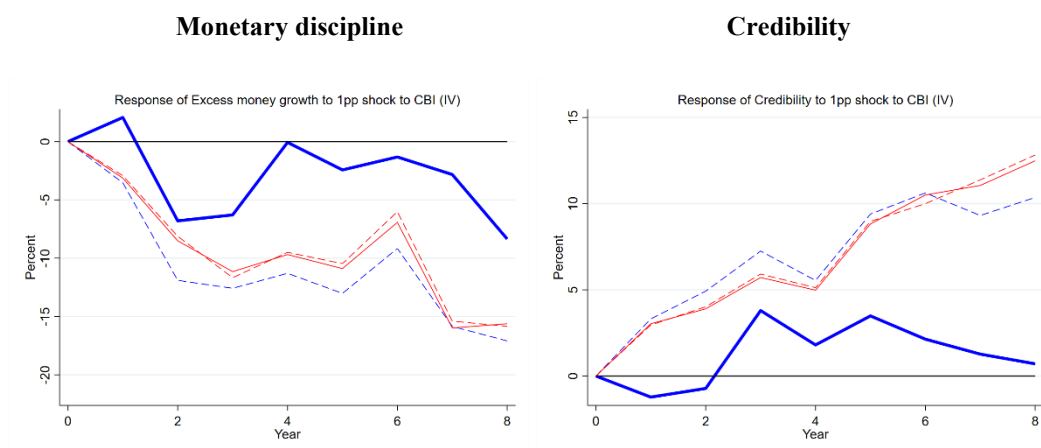 Monetary discipline
Response of Excess money growth to 1pp shock to CBI (IV)
Percent
0
-5
-10
-15
-20
0 2 4 6 8
Year
Credibility
Response of Credibility to 1pp shock to CBI (IV)
Percent
15
10
5
0
0 2 4 6 8
Year